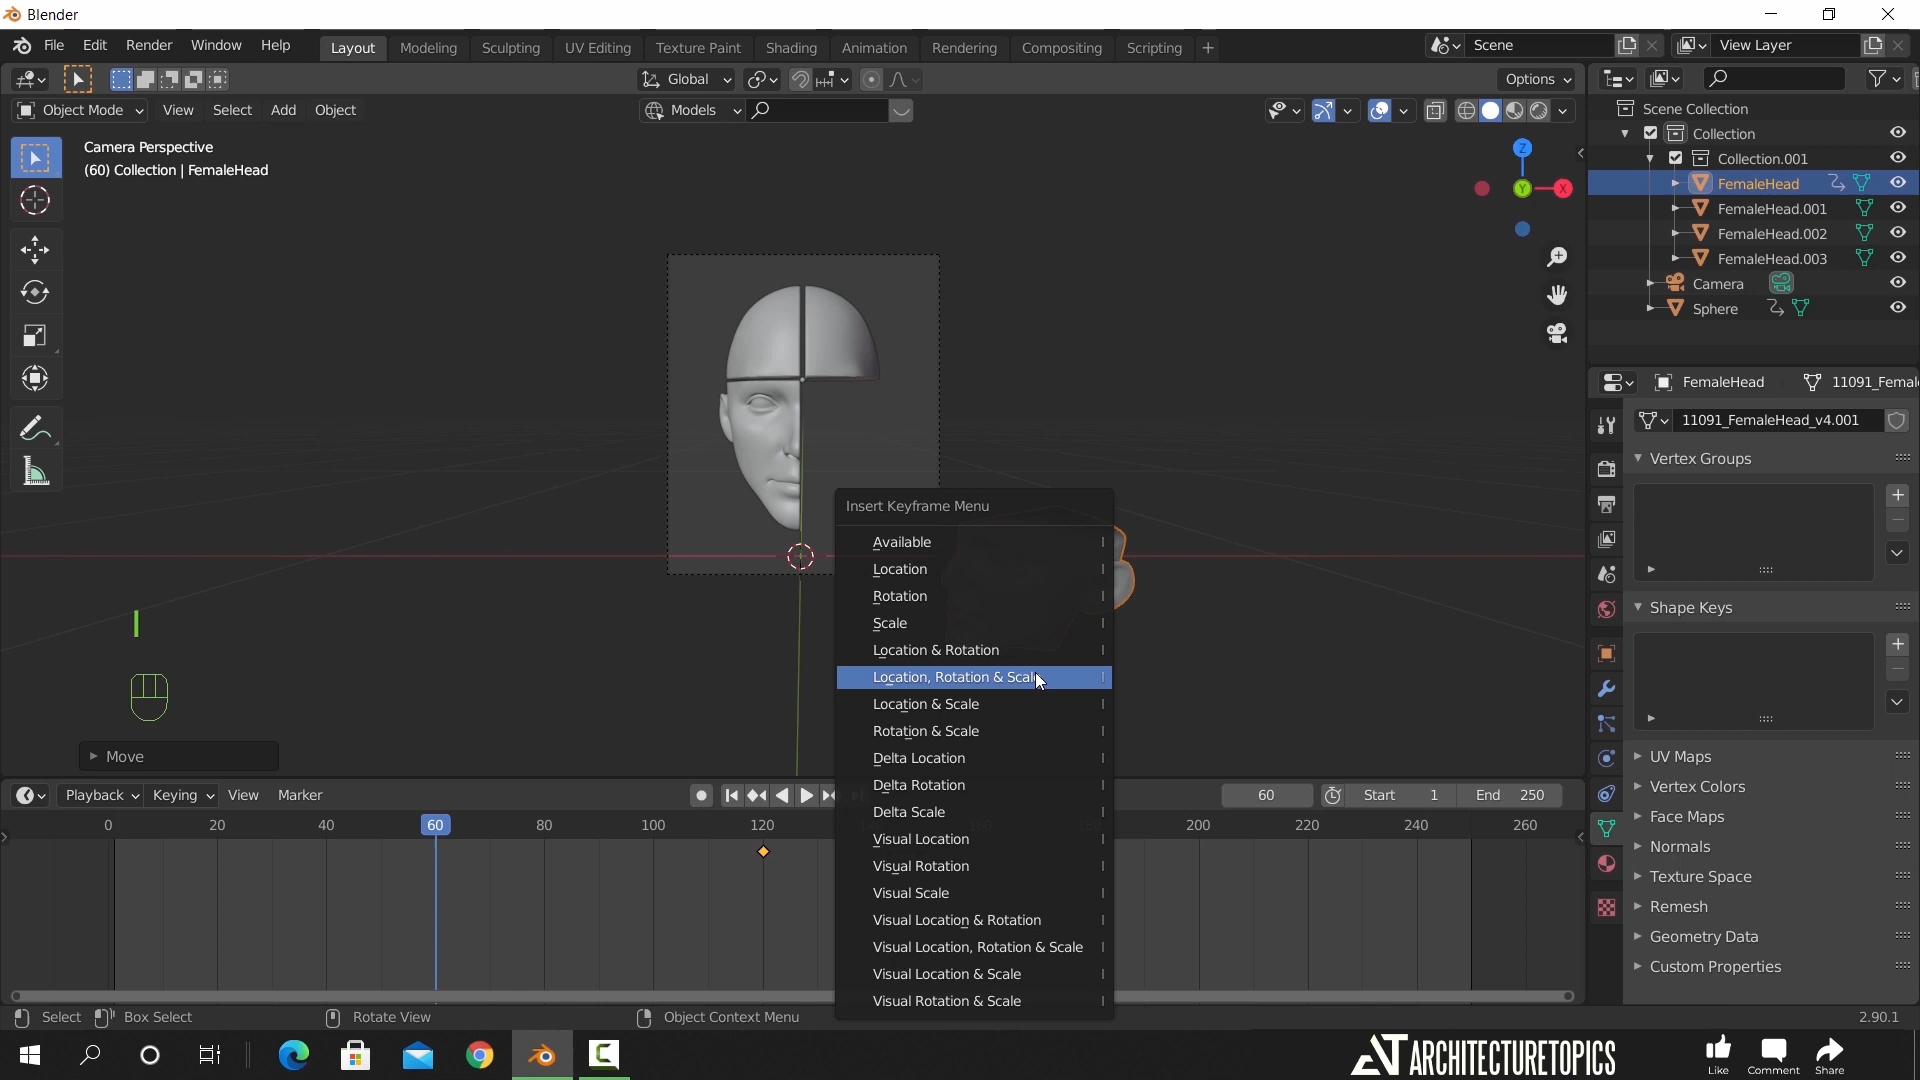 Blender
File Edit Render Window Help Layout Modeling Sculpting UV Editing Texture Paint Shading Animation Rendering Compositing Scripting + Scene View Layer
Global Options
Object Mode View Select Add Object Models
Camera Perspective
(60) Collection | FemaleHead
Z
Y
X
Scene Collection
Collection
Collection.001
FemaleHead
FemaleHead.001
FemaleHead.002
FemaleHead.003
Camera
Sphere
FemaleHead
11091_FemaleHead_v4.001
Vertex Groups
Shape Keys
UV Maps
Vertex Colors
Face Maps
Normals
Texture Space
Remesh
Geometry Data
Custom Properties
Insert Keyframe Menu
Available I
Location I
Rotation I
Scale I
Location & Rotation I
Location, Rotation & Scale I
Location & Scale I
Rotation & Scale I
Delta Location I
Delta Rotation I
Delta Scale I
Visual Location I
Visual Rotation I
Visual Scale I
Visual Location & Rotation I
Visual Location, Rotation & Scale I
Visual Location & Scale I
Visual Rotation & Scale I
I
Move
Playback Keying View Marker 60 Start 1 End 250
0 20 40 60 80 100 120 200 220 240 260
Select Box Select Rotate View Object Context Menu 2.90.1
ARCHITECTURETOPICS
Like Comment Share